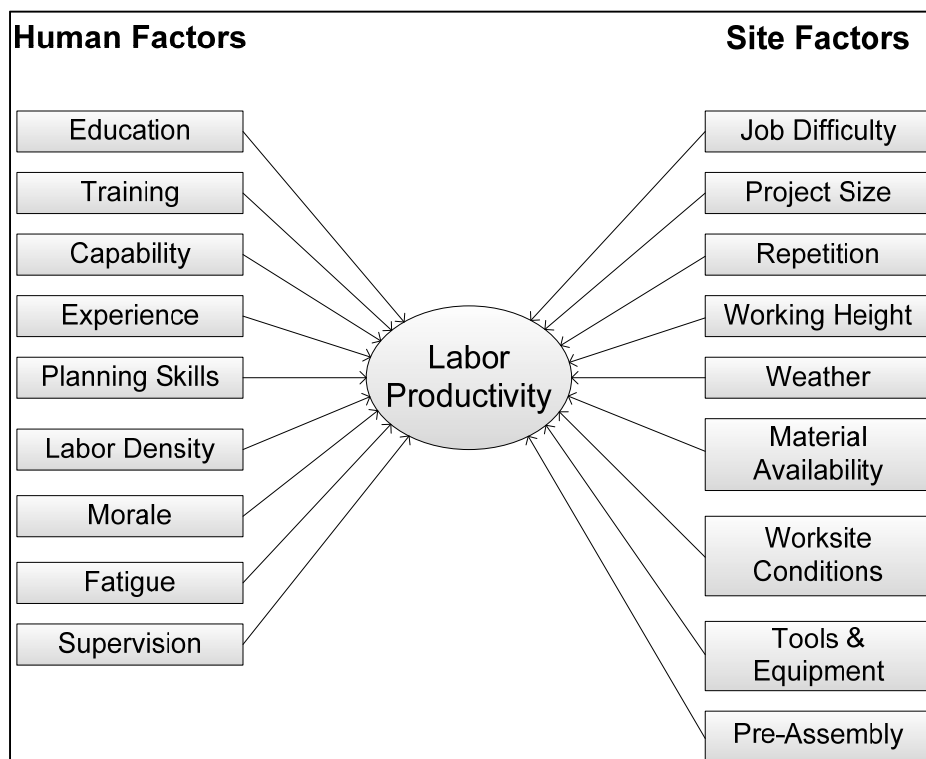 Human Factors
Education
Training
Capability
Experience
Planning Skills
Labor Density
Morale
Fatigue
Supervision
Labor
Productivity
Site Factors
Job Difficulty
Project Size
Repetition
Working Height
Weather
Material
Availability
Worksite
Conditions
Tools &
Equipment
Pre-Assembly